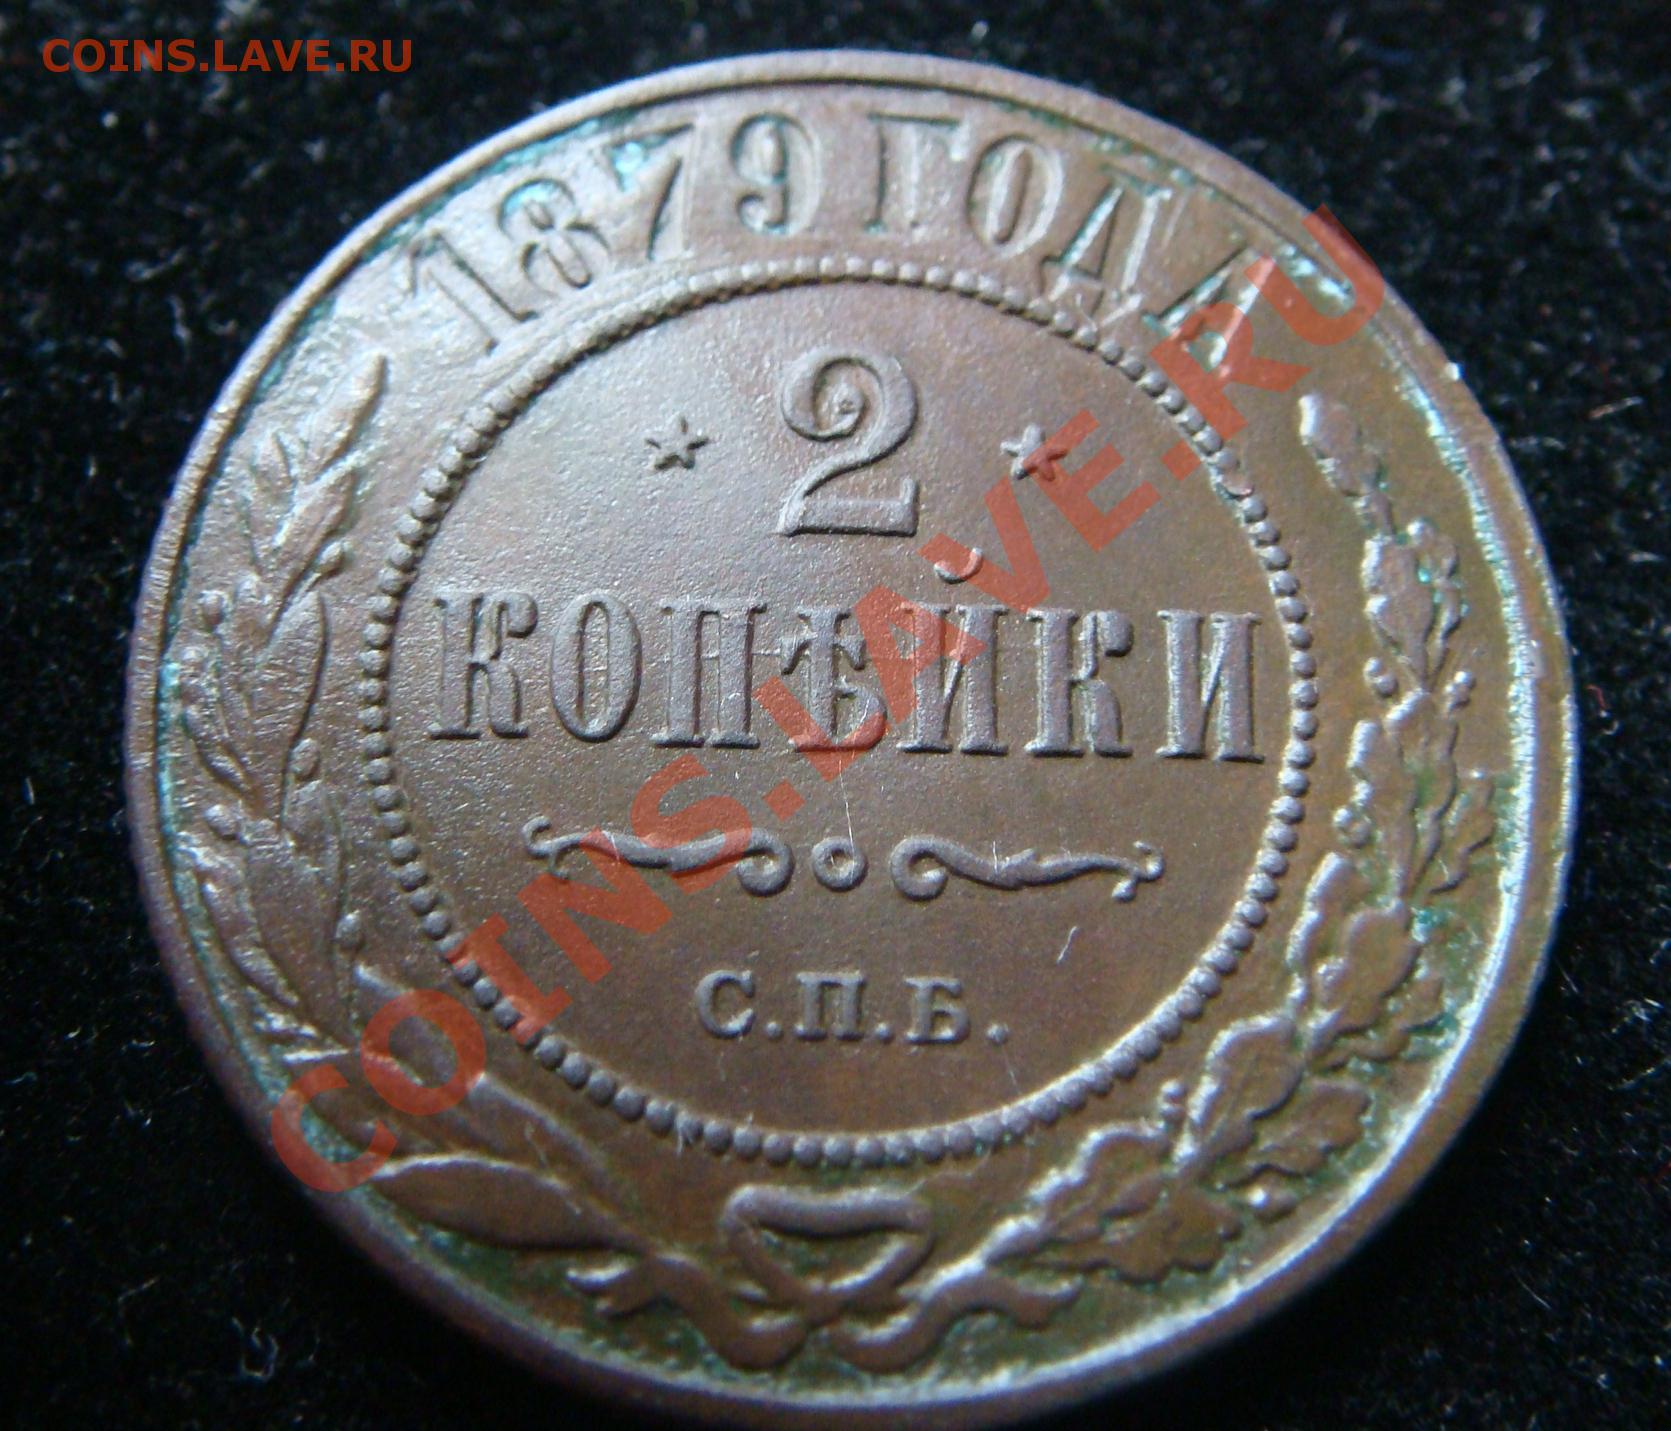 COINS.LAVE.RU
1879 ГОДА
2
КОПѢЙКИ
С.П.Б.
COINS.LAVE.RU